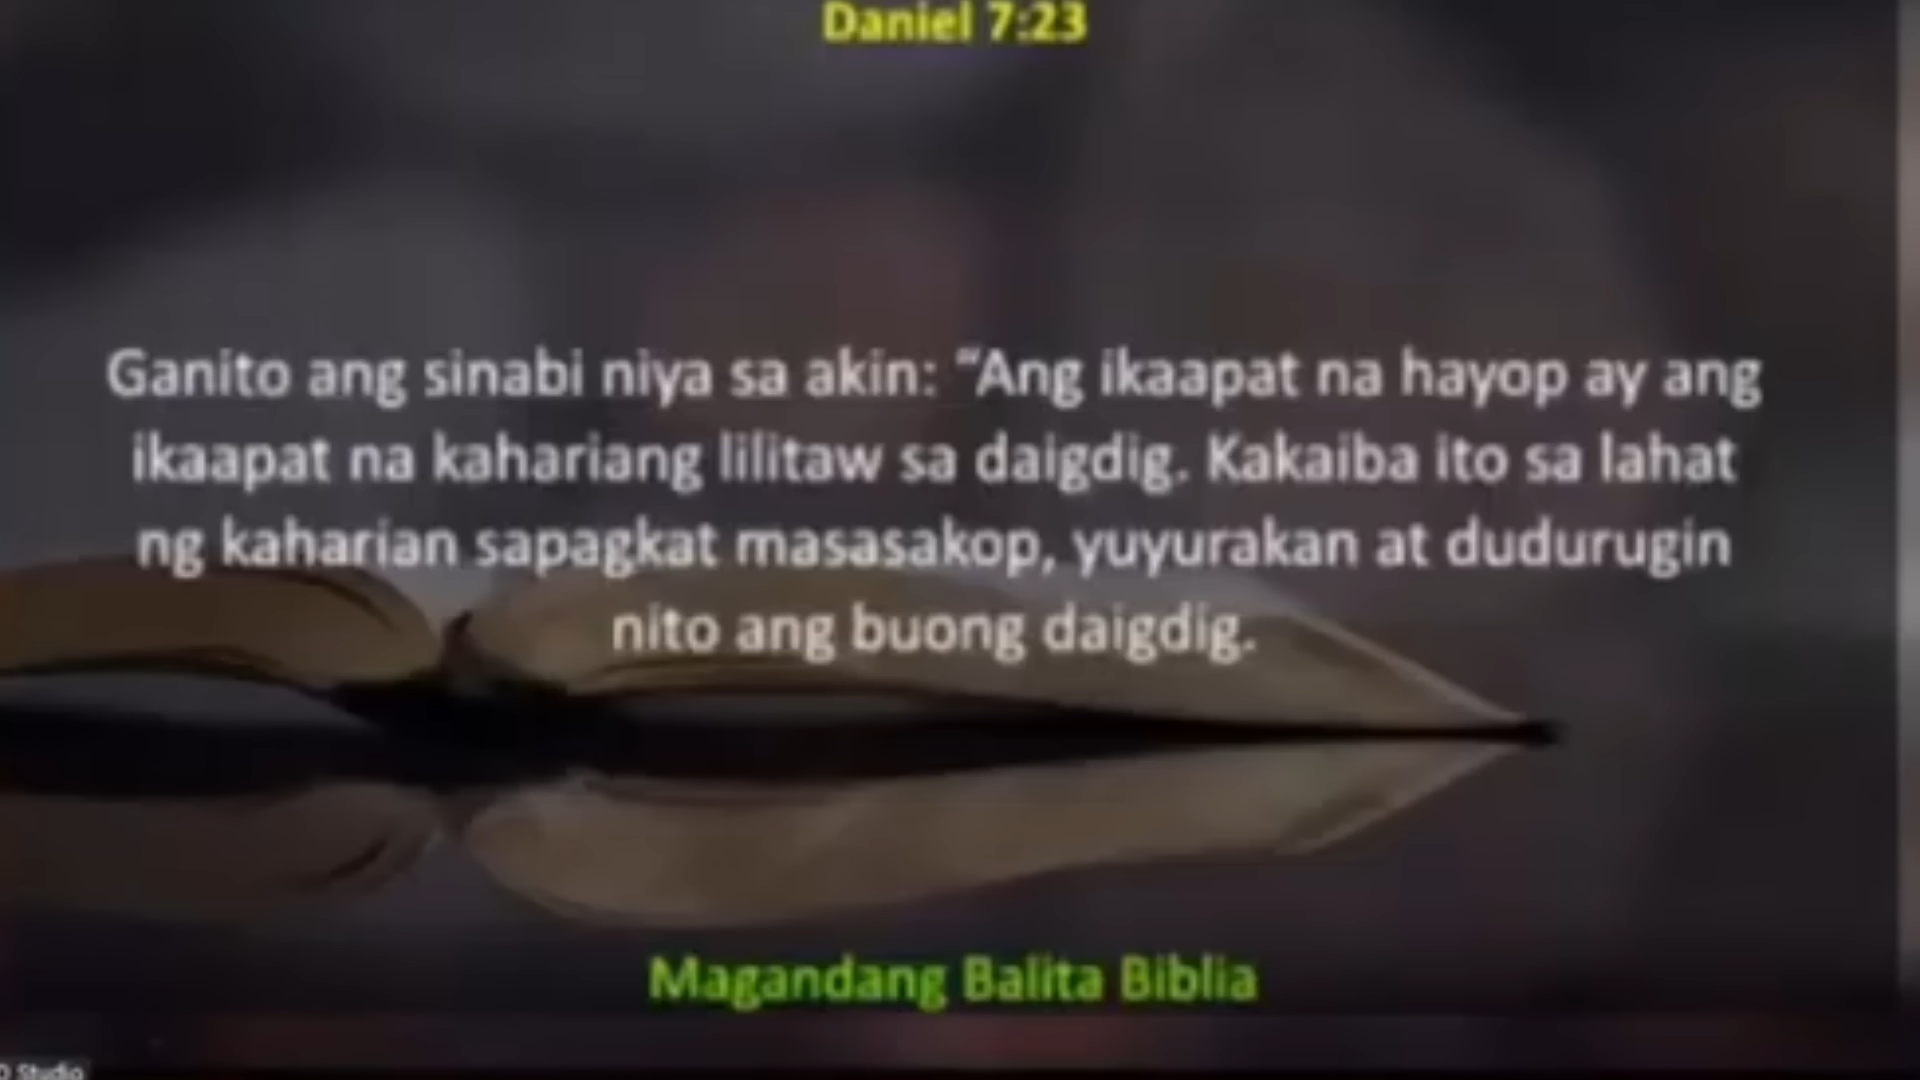 Daniel 7:23
Ganito ang sinabi niya sa akin: “Ang ikaapat na hayop ay ang
ikaapat na kahariang lilitaw sa daigdig. Kakaiba ito sa lahat
ng kaharian sapagkat masasakop, yuyurakan at dudurugin
nito ang buong daigdig.
Magandang Balita Biblia
Studio